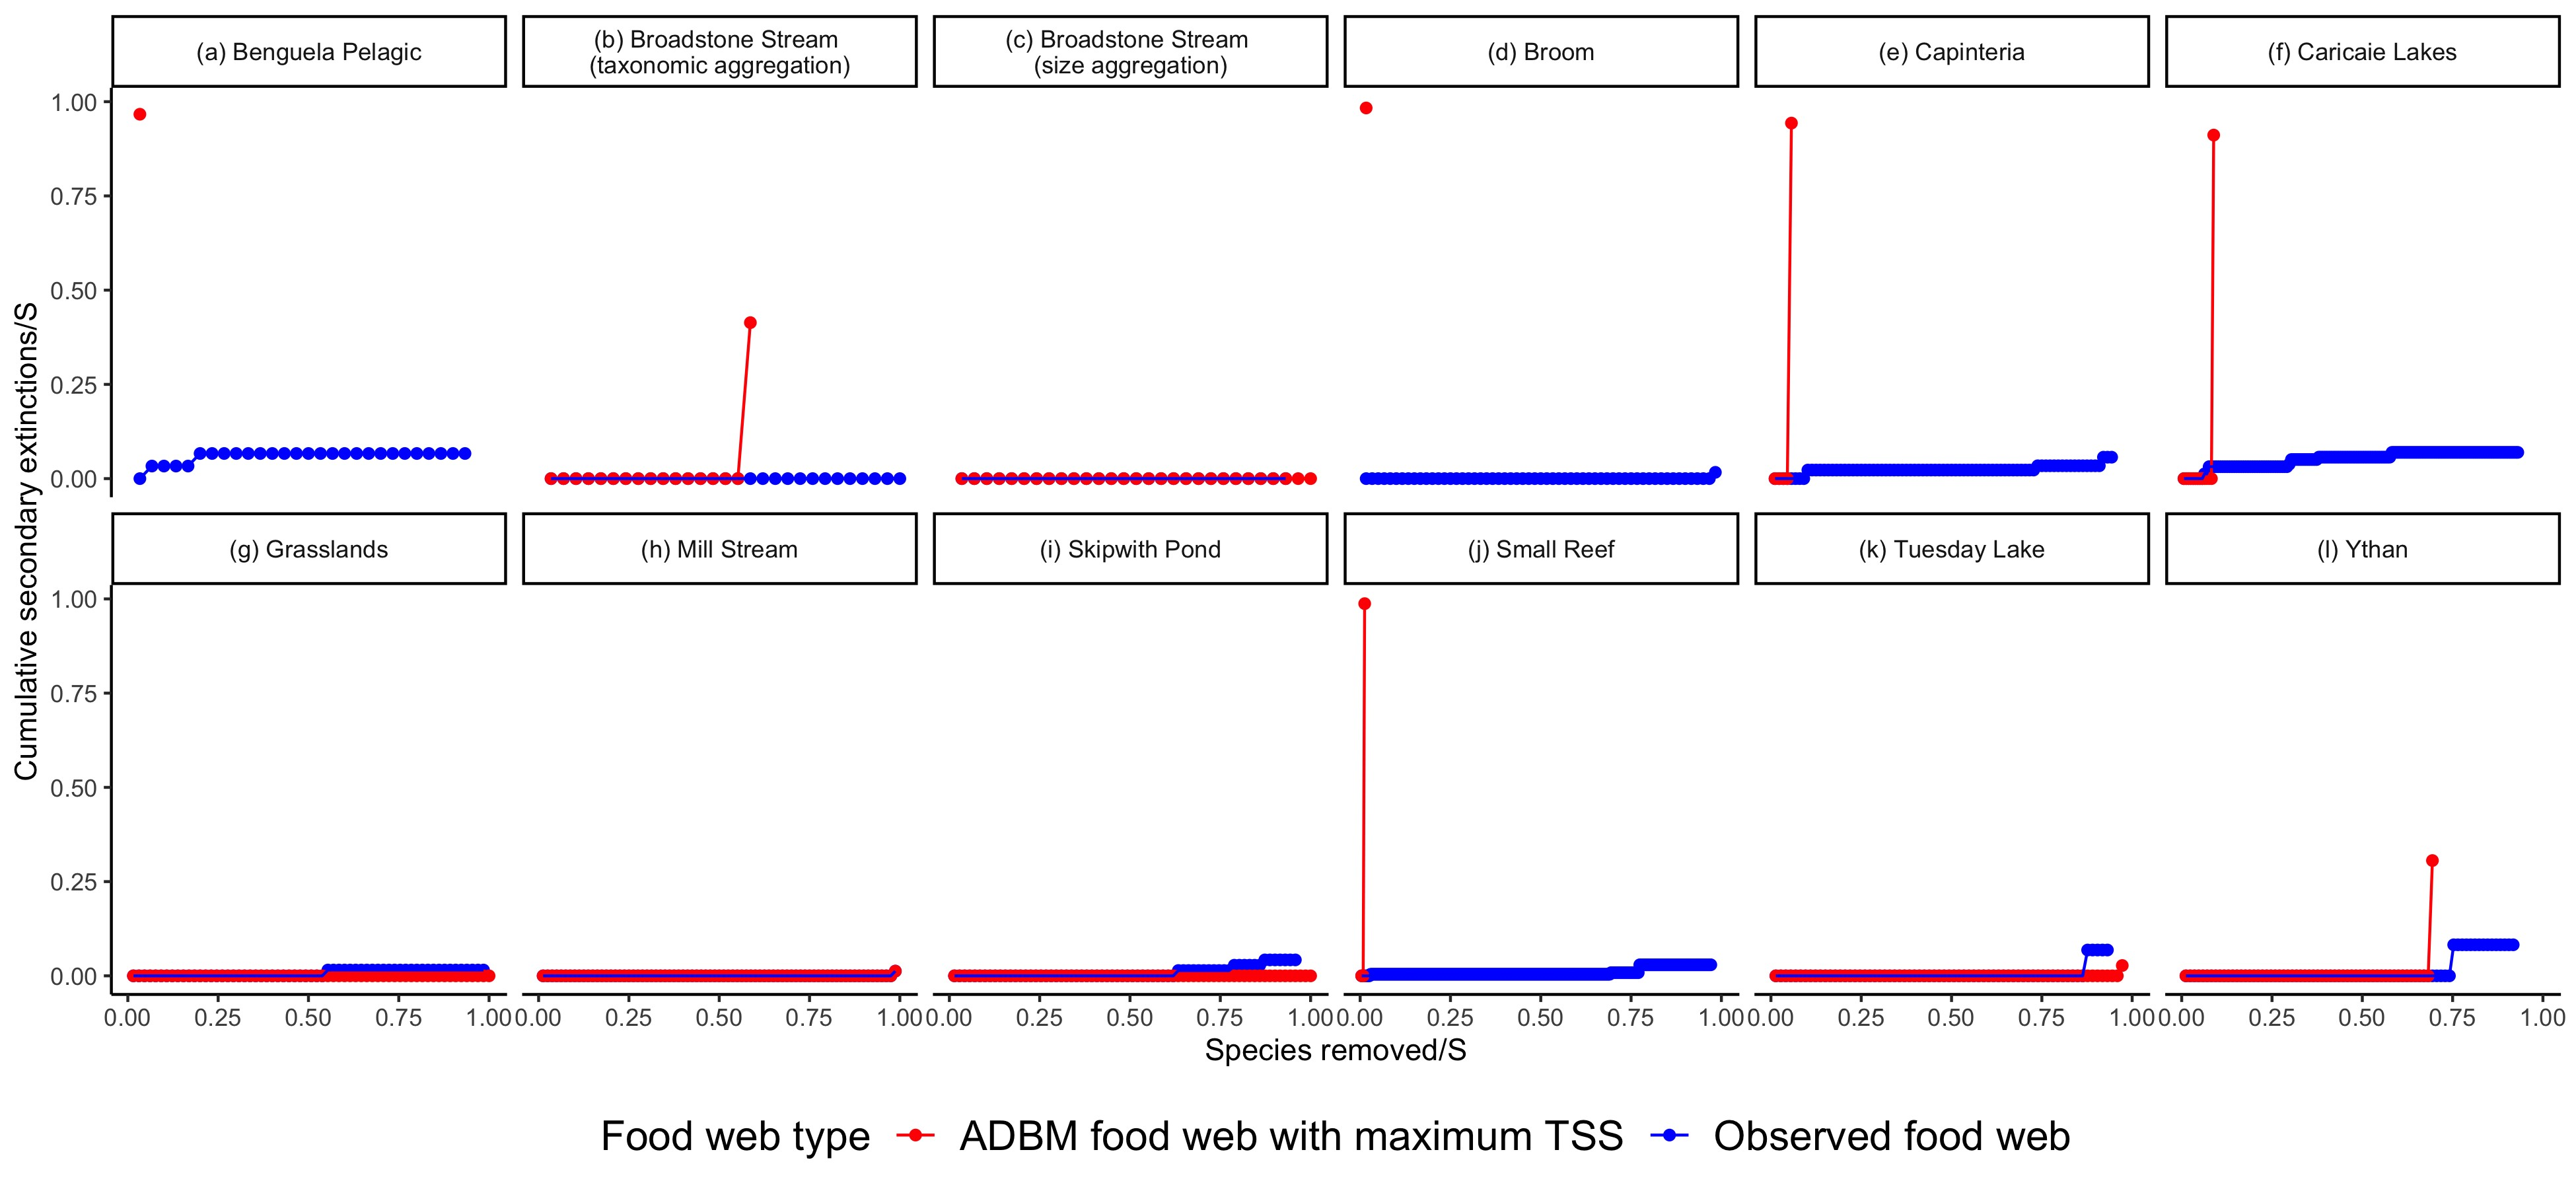 (a) Benguela Pelagic
(b) Broadstone Stream
(taxonomic aggregation)
(c) Broadstone Stream
(size aggregation)
(d) Broom
(e) Capinteria
(f) Caricaie Lakes
1.00
0.75
0.50
0.25
0.00
(g) Grasslands
(h) Mill Stream
(i) Skipwith Pond
(j) Small Reef
(k) Tuesday Lake
(l) Ythan
1.00
0.75
0.50
0.25
0.00
Cumulative secondary extinctions/S
0.00 0.25 0.50 0.75 1.00
0.00 0.25 0.50 0.75 1.00
0.00 0.25 0.50 0.75 1.00
0.00 0.25 0.50 0.75 1.00
0.00 0.25 0.50 0.75 1.00
0.00 0.25 0.50 0.75 1.00
Species removed/S
Food web type ADBM food web with maximum TSS Observed food web